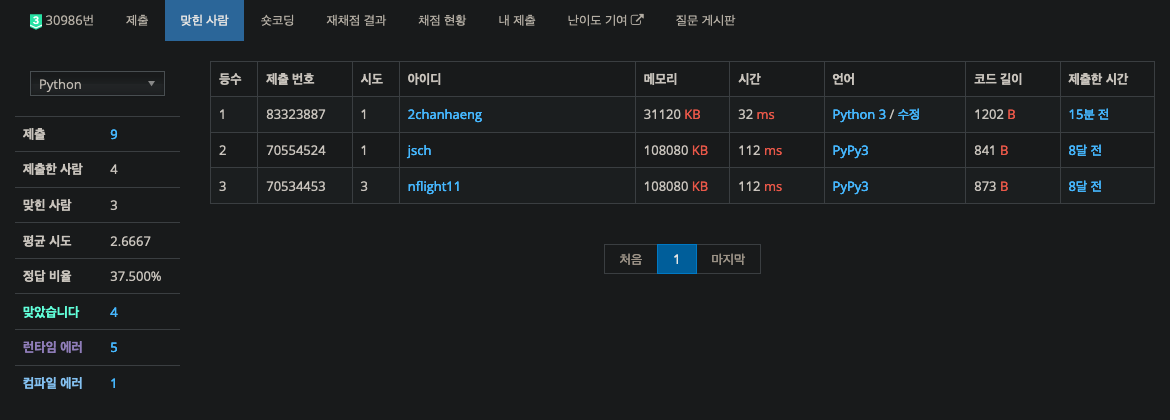 3 30986번 제출 맞힌 사람 숏코딩 재채점 결과 채점 현황 내 제출 난이도 기여 질문 게시판
Python
제출 9
제출한 사람 4
맞힌 사람 3
평균 시도 2.6667
정답 비율 37.500%
맞았습니다 4
런타임 에러 5
컴파일 에러 1
등수 제출 번호 시도 아이디 메모리 시간 언어 코드 길이 제출한 시간
1 83323887 1 2chanhaeng 31120 KB 32 ms Python 3 / 수정 1202 B 15분 전
2 70554524 1 jsch 108080 KB 112 ms PyPy3 841 B 8달 전
3 70534453 3 nflight11 108080 KB 112 ms PyPy3 873 B 8달 전
처음 1 마지막